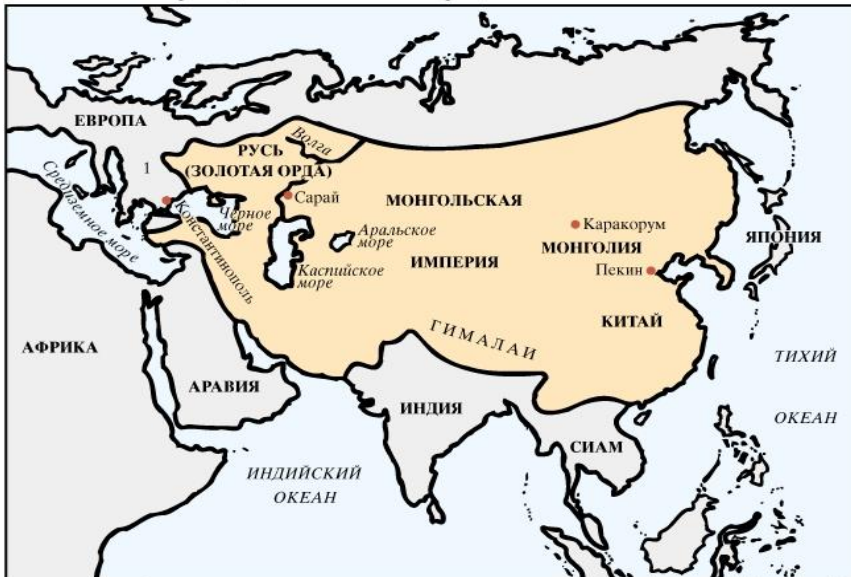 ЕВРОПА
1
РУСЬ
(ЗОЛОТАЯ ОРДА)
Волга
Средиземное море
Константинополь
Чёрное
море
Сарай
МОНГОЛЬСКАЯ
ИМПЕРИЯ
Аральское
море
Каспийское
море
Каракорум
МОНГОЛИЯ
Пекин
ЯПОНИЯ
КИТАЙ
ГИМАЛАИ
АФРИКА
АРАВИЯ
ИНДИЯ
СИАМ
ТИХИЙ
ОКЕАН
ИНДИЙСКИЙ
ОКЕАН